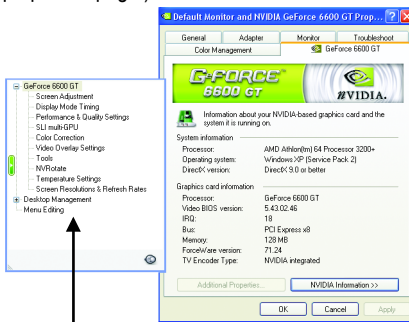 Default Monitor and NVIDIA GeForce 6600 GT Prop...
General Adapter Monitor Troubleshoot
Color Management GeForce 6600 GT
GEFORCE
6600 GT
NVIDIA.
Information about your NVIDIA-based graphics card and the
system it is running on.
System information
Processor: AMD Athlon(tm) 64 Processor 3200+
Operating system: Windows XP (Service Pack 2)
DirectX version: DirectX 9.0 or better
Graphics card information
Processor: GeForce 6600 GT
Video BIOS version: 5.43.02.46
IRQ: 18
Bus: PCI Express x8
Memory: 128 MB
ForceWare version: 71.24
TV Encoder Type: NVIDIA integrated
Additional Properties...
NVIDIA Information >>
OK Cancel Apply
GeForce 6600 GT
Screen Adjustment
Display Mode Timing
Performance & Quality Settings
SLI multi-GPU
Color Correction
Video Overlay Settings
Tools
NVRotate
Temperature Settings
Screen Resolutions & Refresh Rates
Desktop Management
Menu Editing